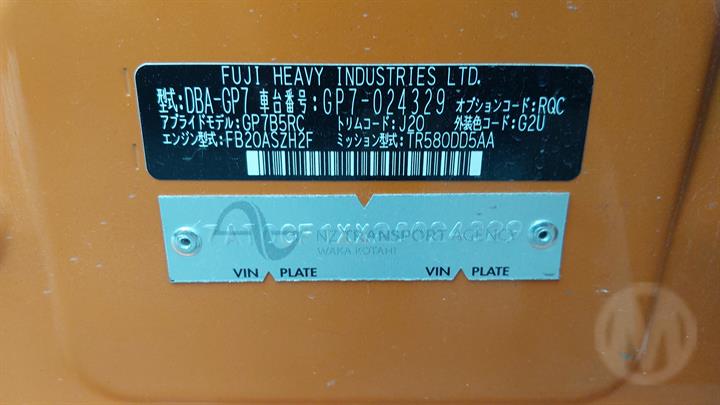 FUJI HEAVY INDUSTRIES LTD.
型式:DBA-GP7 車台番号:GP7-024329 オプションコード:RQC
アプライドモデル:GP7B5RC トリムコード:J20 外装色コード:G2U
エンジン型式:FB20ASZH2F ミッション型式:TR580DD5AA
NZ TRANSPORT AGENCY
WAKA KOTAHI
VIN PLATE VIN PLATE
M